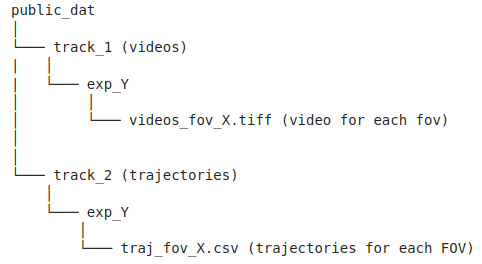 public_dat
track_1 (videos)
exp_Y
videos_fov_X.tiff (video for each fov)
track_2 (trajectories)
exp_Y
traj_fov_X.csv (trajectories for each FOV)